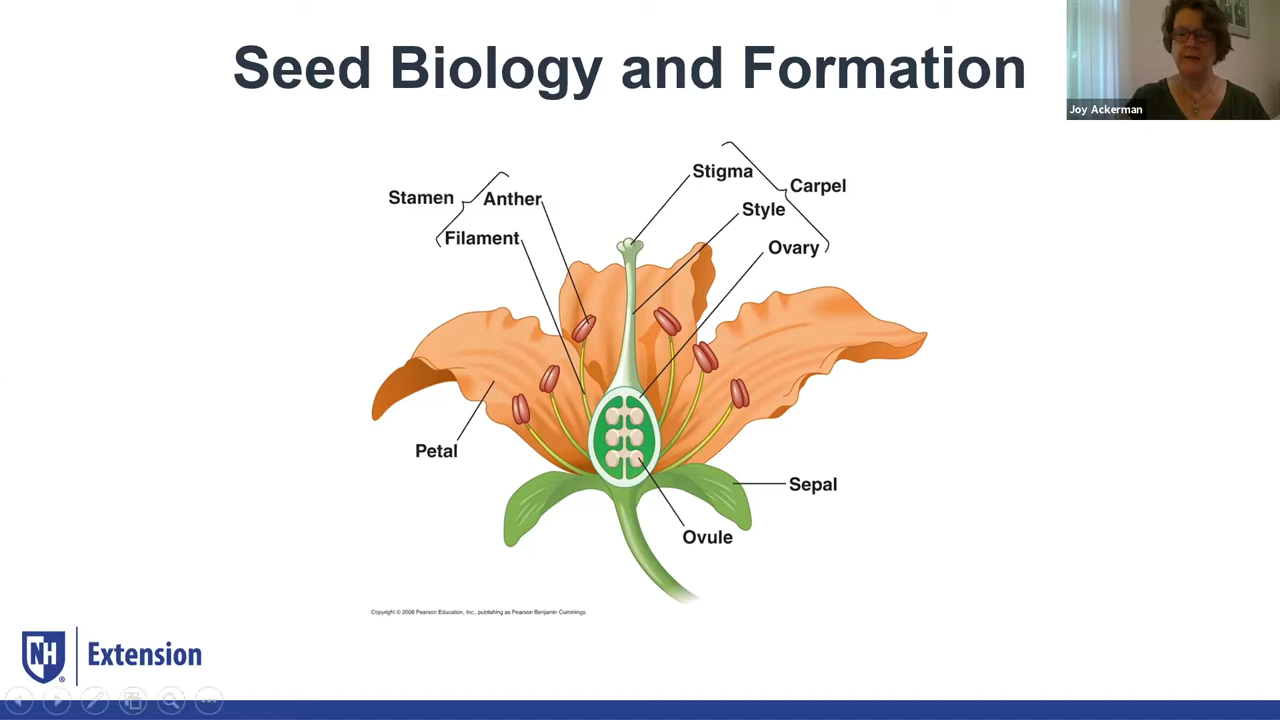 Seed Biology and Formation
Joy Ackerman
Stigma
Carpel
Stamen
Anther
Style
Filament
Ovary
Petal
Sepal
Ovule
Copyright © 2008 Pearson Education, Inc., publishing as Pearson Benjamin Cummings.
NH
Extension